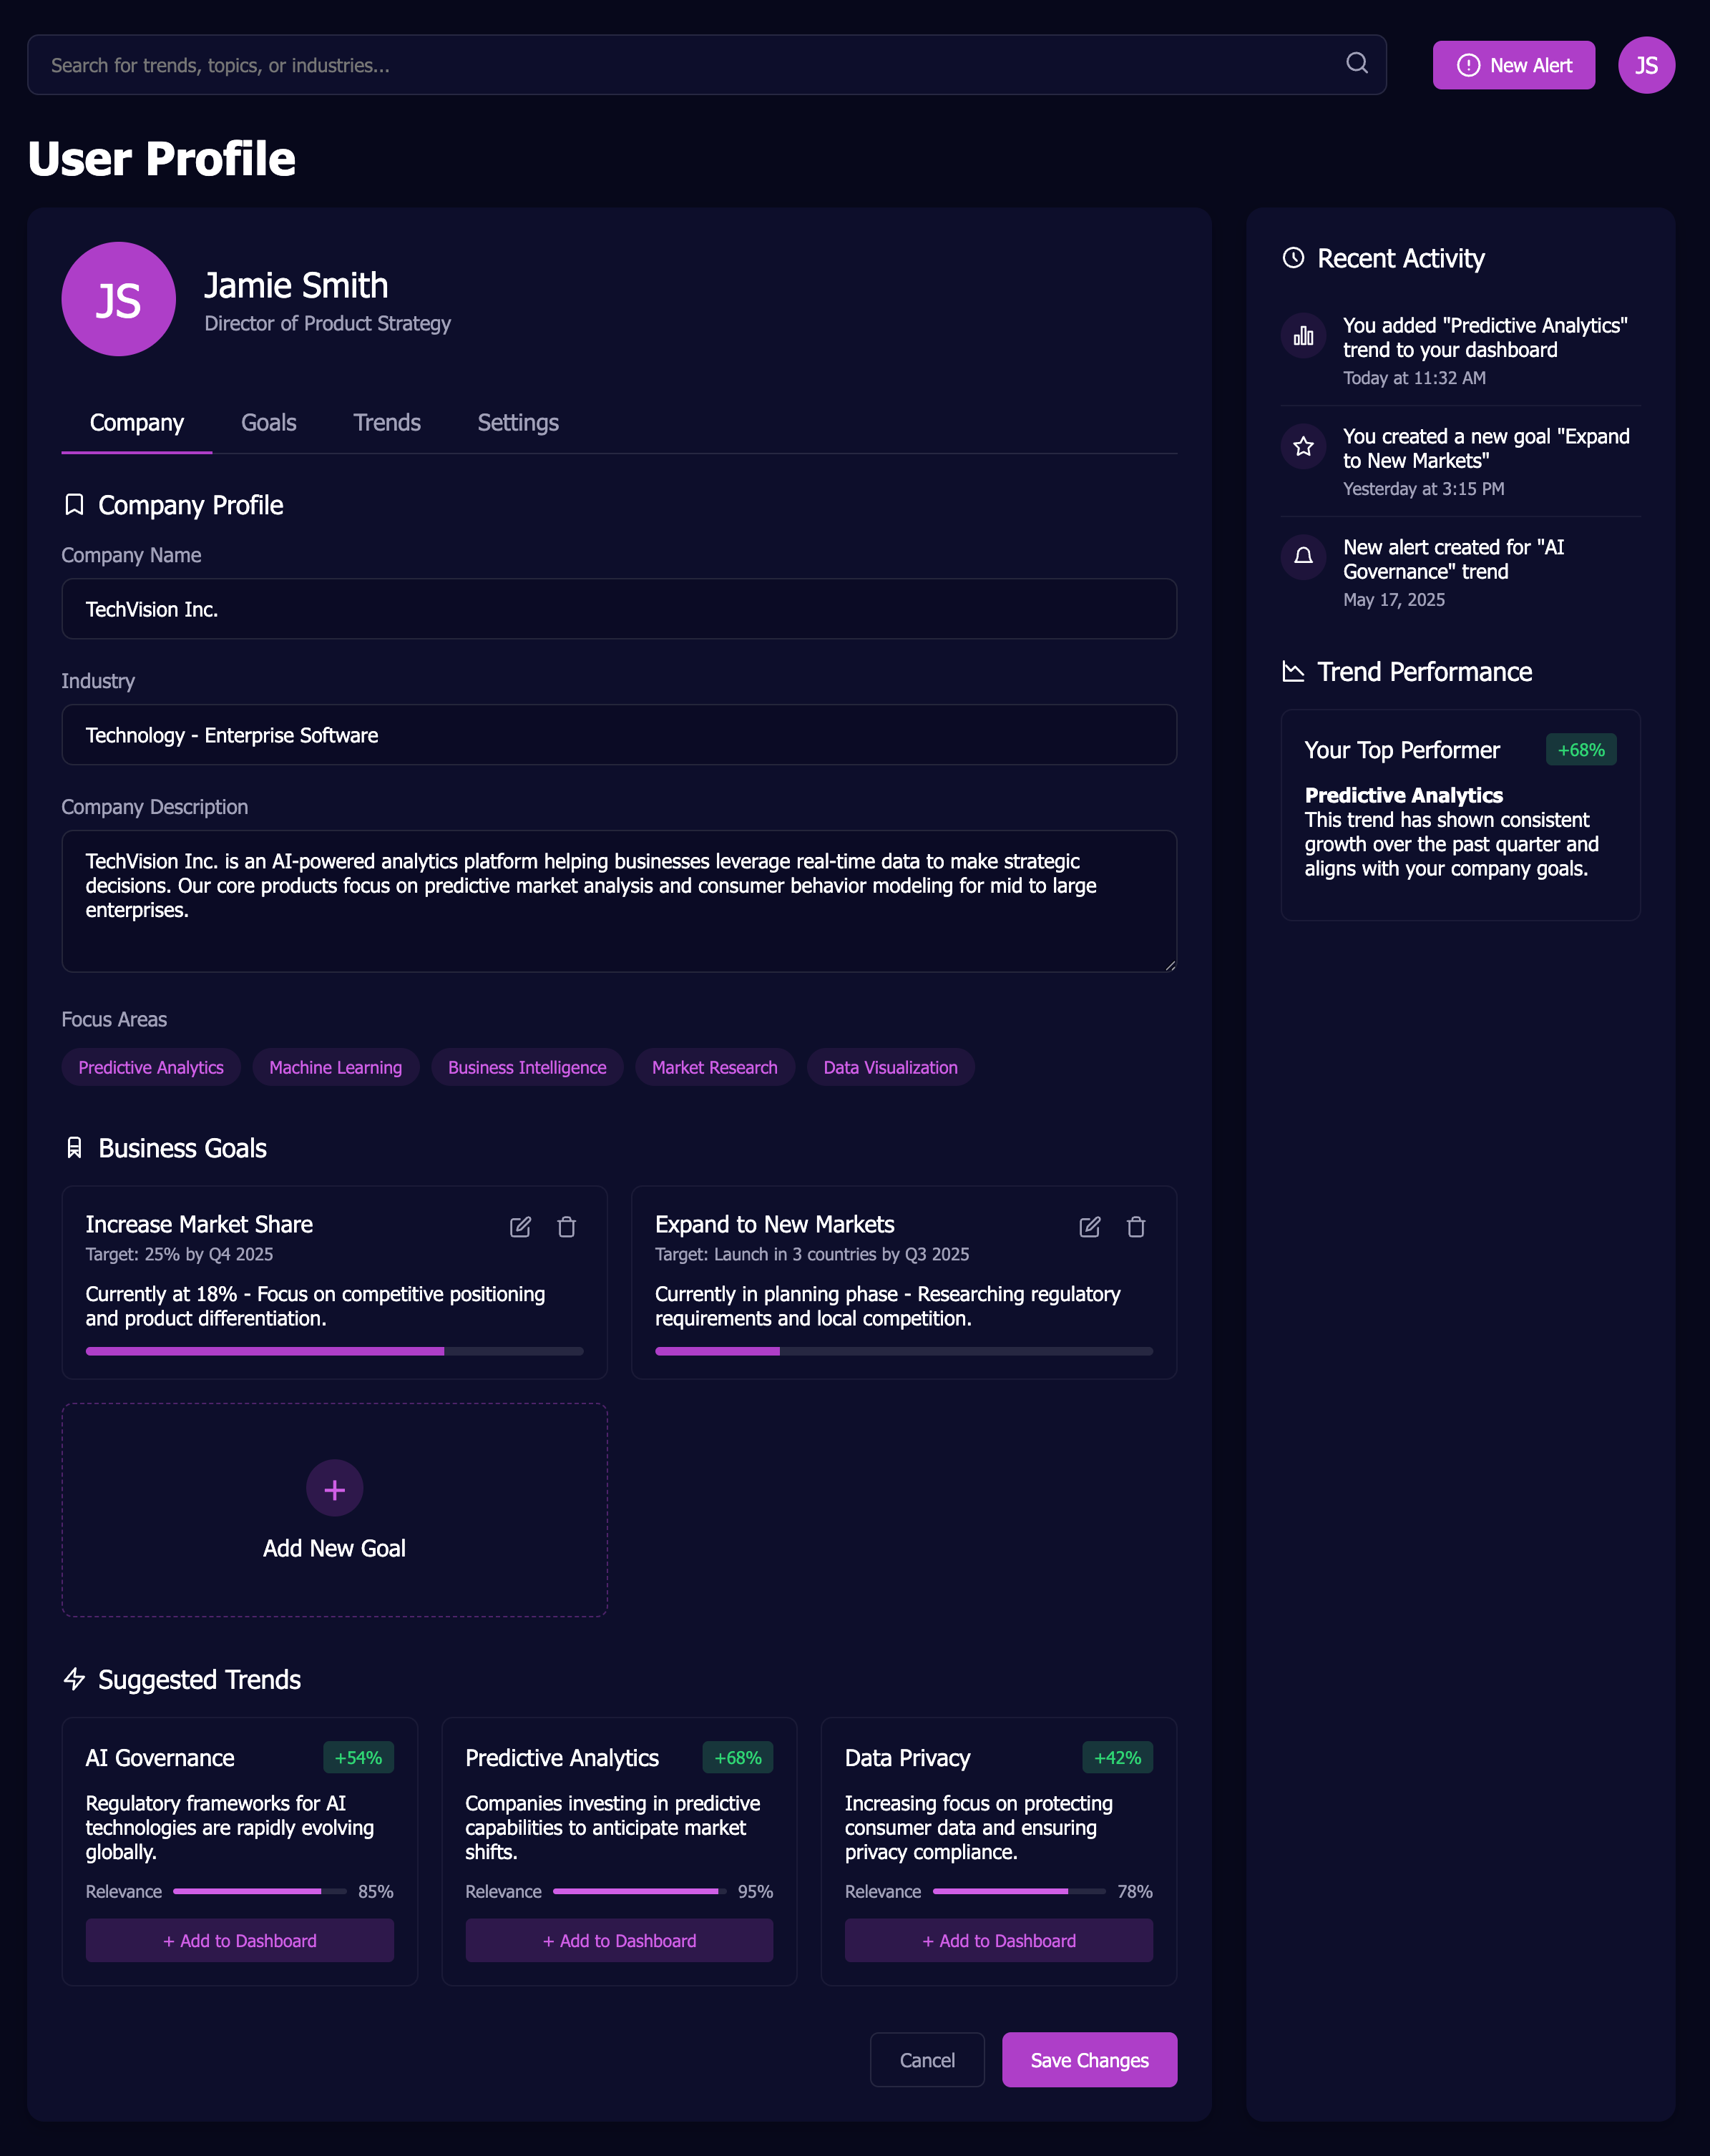 Search for trends, topics, or industries...
New Alert
JS
User Profile
JS
Jamie Smith
Director of Product Strategy
Company
Goals
Trends
Settings
Company Profile
Company Name
TechVision Inc.
Industry
Technology - Enterprise Software
Company Description
TechVision Inc. is an AI-powered analytics platform helping businesses leverage real-time data to make strategic
decisions. Our core products focus on predictive market analysis and consumer behavior modeling for mid to large
enterprises.
Focus Areas
Predictive Analytics
Machine Learning
Business Intelligence
Market Research
Data Visualization
Business Goals
Increase Market Share
Target: 25% by Q4 2025
Currently at 18% - Focus on competitive positioning
and product differentiation.
Expand to New Markets
Target: Launch in 3 countries by Q3 2025
Currently in planning phase - Researching regulatory
requirements and local competition.
+
Add New Goal
Suggested Trends
AI Governance
+54%
Regulatory frameworks for AI
technologies are rapidly evolving
globally.
Relevance
85%
+ Add to Dashboard
Predictive Analytics
+68%
Companies investing in predictive
capabilities to anticipate market
shifts.
Relevance
95%
+ Add to Dashboard
Data Privacy
+42%
Increasing focus on protecting
consumer data and ensuring
privacy compliance.
Relevance
78%
+ Add to Dashboard
Cancel
Save Changes
Recent Activity
You added "Predictive Analytics"
trend to your dashboard
Today at 11:32 AM
You created a new goal "Expand
to New Markets"
Yesterday at 3:15 PM
New alert created for "AI
Governance" trend
May 17, 2025
Trend Performance
Your Top Performer
+68%
Predictive Analytics
This trend has shown consistent
growth over the past quarter and
aligns with your company goals.